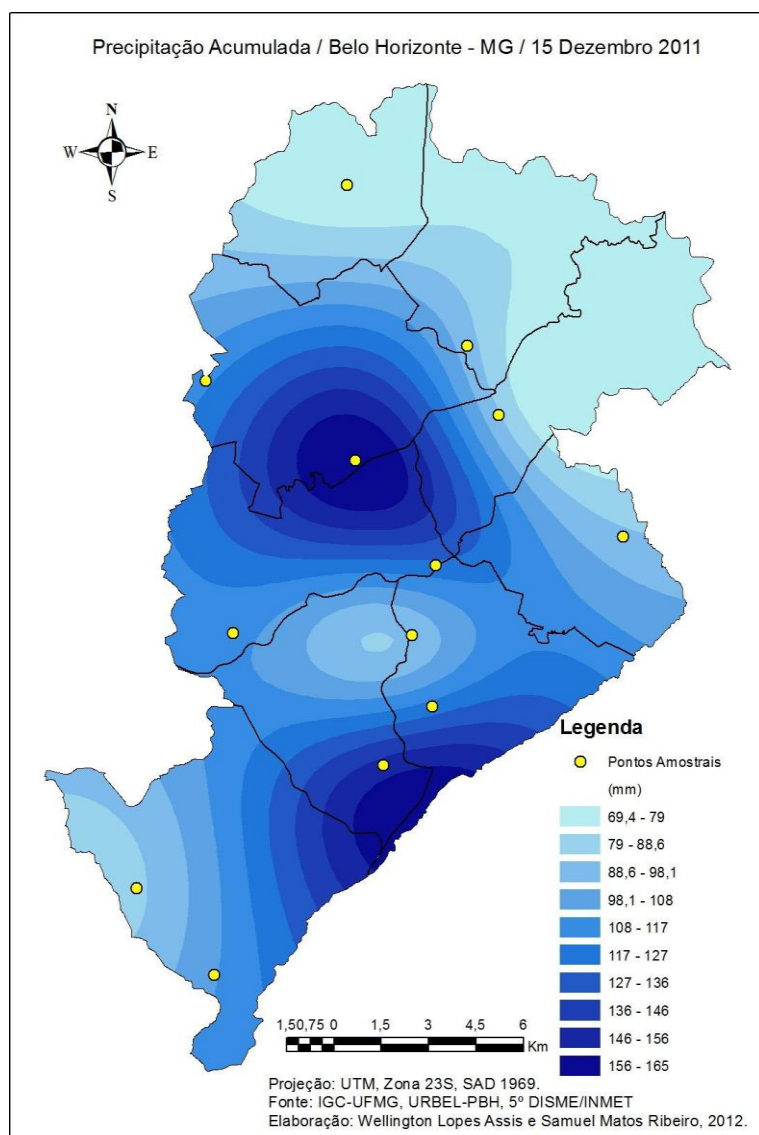 Precipitação Acumulada / Belo Horizonte - MG / 15 Dezembro 2011
N
W E
S
Legenda
Pontos Amostrais
(mm)
69,4 - 79
79 - 88,6
88,6 - 98,1
98,1 - 108
108 - 117
117 - 127
127 - 136
136 - 146
146 - 156
156 - 165
1,50,75 0 1,5 3 4,5 6
Km
Projeção: UTM, Zona 23S, SAD 1969.
Fonte: IGC-UFMG, URBEL-PBH, 5º DISME/INMET
Elaboração: Wellington Lopes Assis e Samuel Matos Ribeiro, 2012.